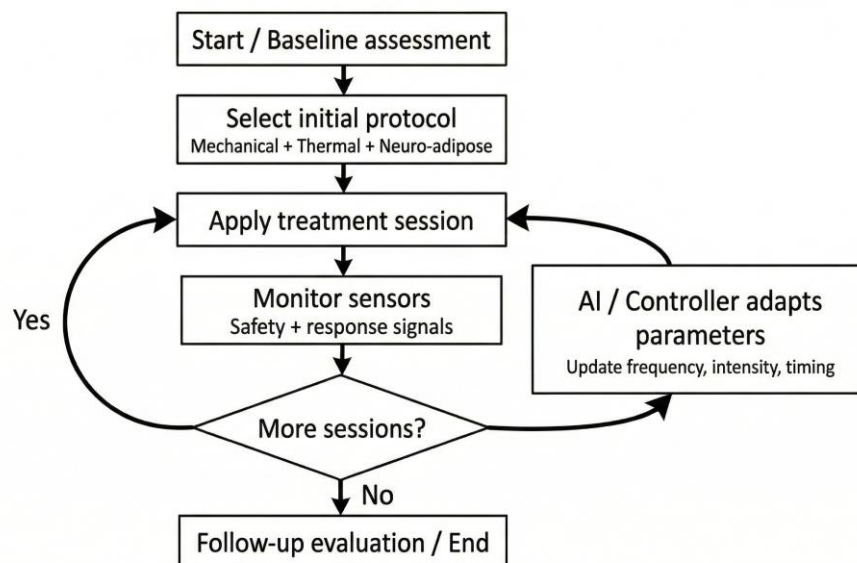 Start / Baseline assessment
Select initial protocol
Mechanical + Thermal + Neuro-adipose
Apply treatment session
Monitor sensors
Safety + response signals
AI / Controller adapts
parameters
Update frequency, intensity, timing
Yes
More sessions?
No
Follow-up evaluation / End